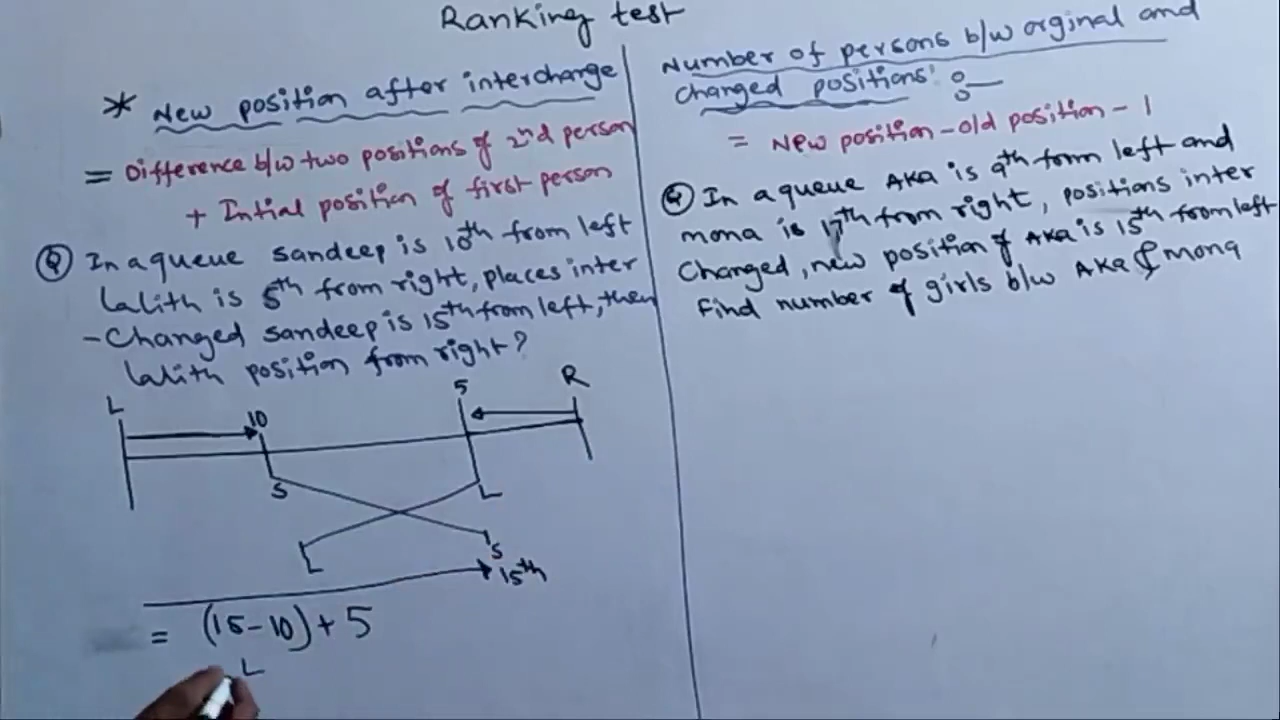 Ranking test
* New position after interchange
= Difference b/w two positions of 2nd person
+ Intial position of first person
Q In a queue sandeep is 10th from left
lalith is 5th from right, places inter
- Changed sandeep is 15th from left, then
lalith position from right?
L 10 5 R
S L
L S
15th
= (15-10) + 5
L
Number of persons b/w orginal and
changed positions:
= New position - old position - 1
Q In a queue AKA is 9th from left and
mona is 17th from right, positions inter
changed, new position of AKA is 15th from left
find number of girls b/w AKA & mona